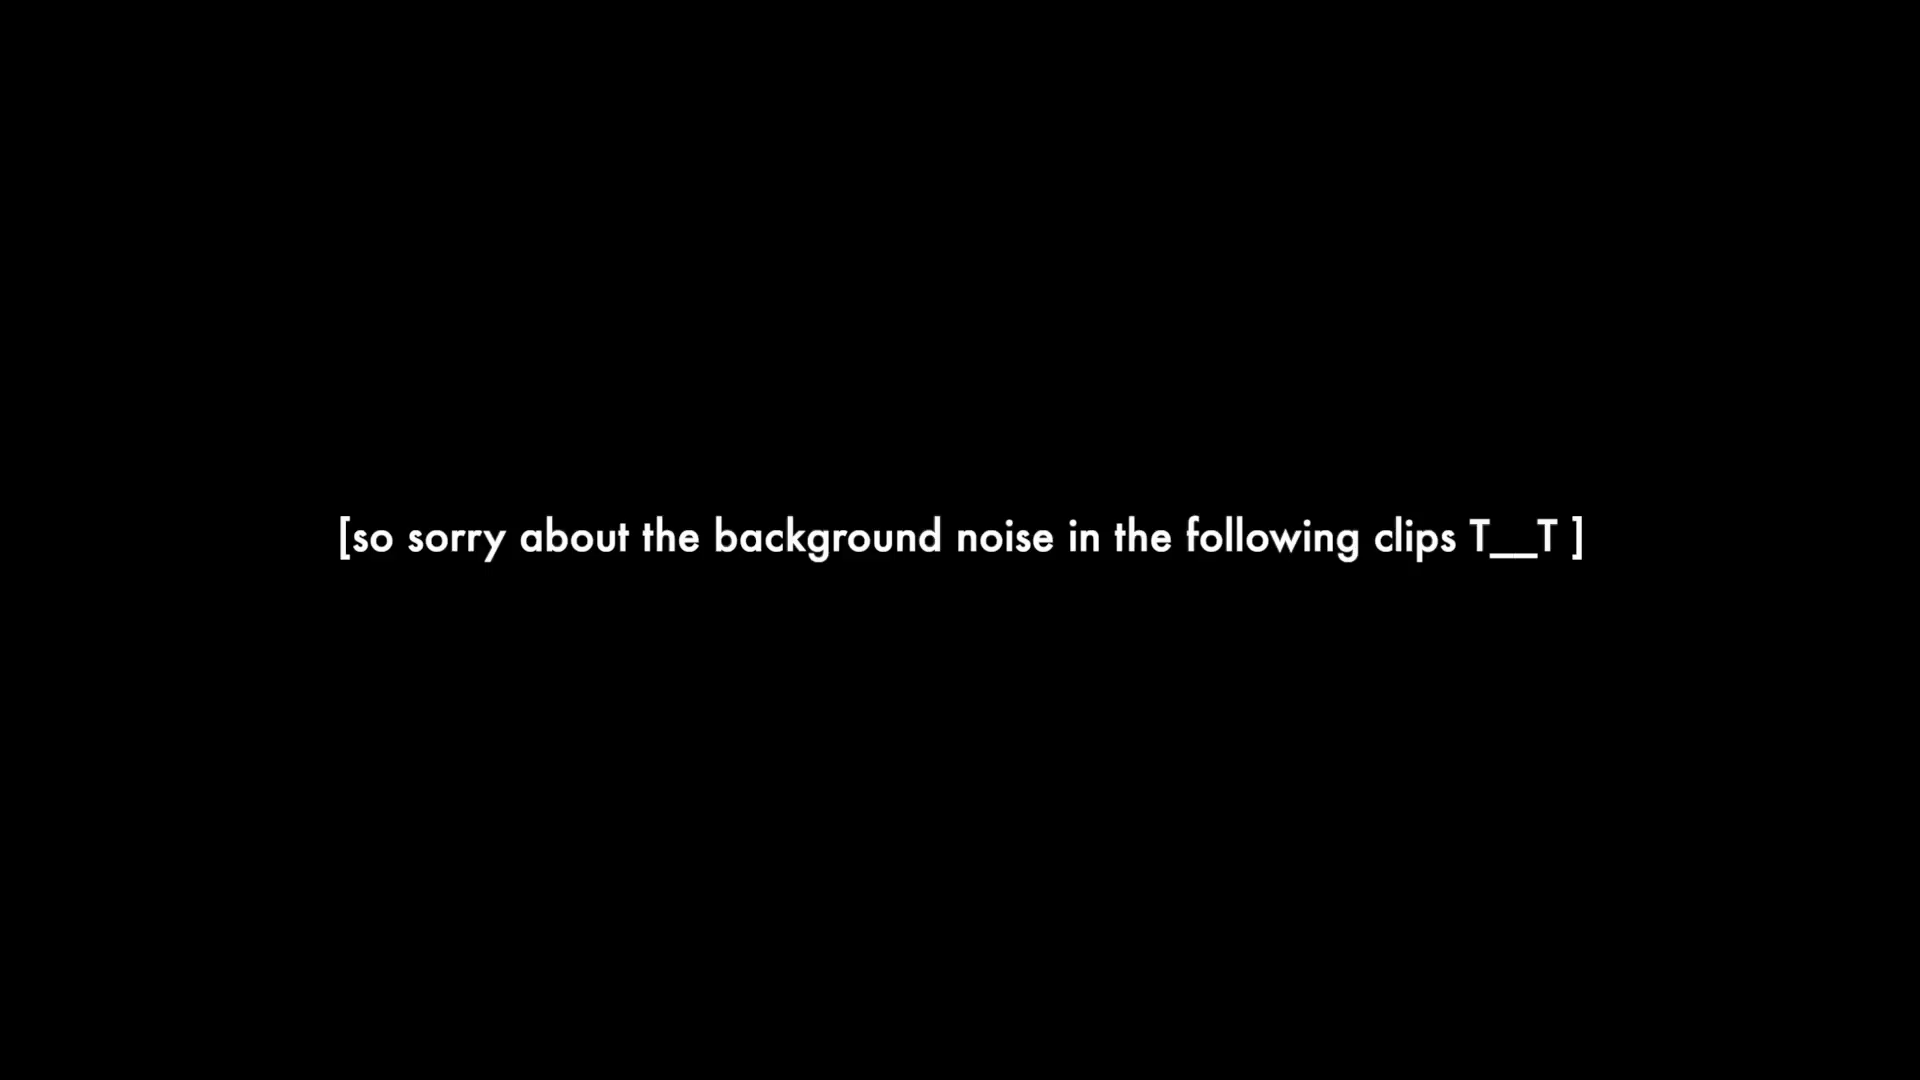 [so sorry about the background noise in the following clips T__T ]